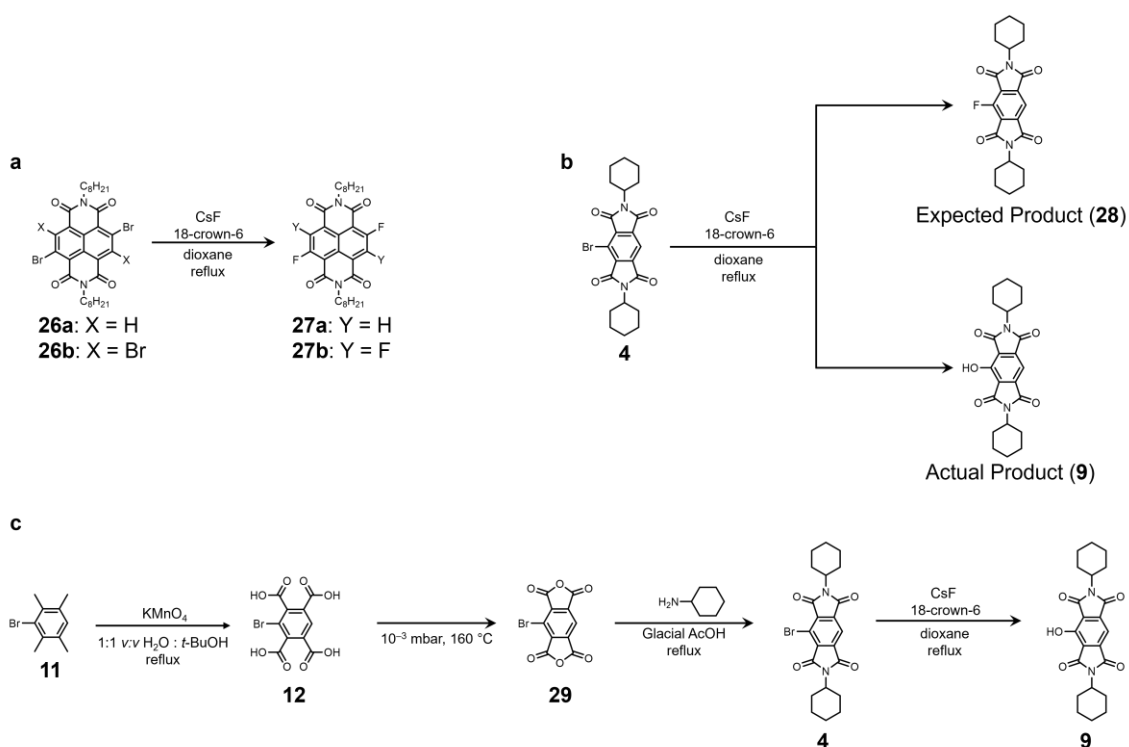 a
C₈H₂₁
N
O
O
X
Br
Br
X
O
O
N
C₈H₂₁
26a: X = H
26b: X = Br
CsF
18-crown-6
dioxane
reflux
C₈H₂₁
N
O
O
Y
F
F
Y
O
O
N
C₈H₂₁
27a: Y = H
27b: Y = F
b
N
O
O
Br
O
O
N
4
CsF
18-crown-6
dioxane
reflux
N
O
O
F
O
O
N
Expected Product (28)
N
O
O
HO
O
O
N
Actual Product (9)
c
Br
11
KMnO₄
1:1 v:v H₂O : t-BuOH
reflux
OH
O
O
OH
Br
OH
O
O
OH
12
10⁻³ mbar, 160 °C
O
O
O
Br
O
O
O
29
H₂N
Glacial AcOH
reflux
N
O
O
Br
O
O
N
4
CsF
18-crown-6
dioxane
reflux
N
O
O
HO
O
O
N
9